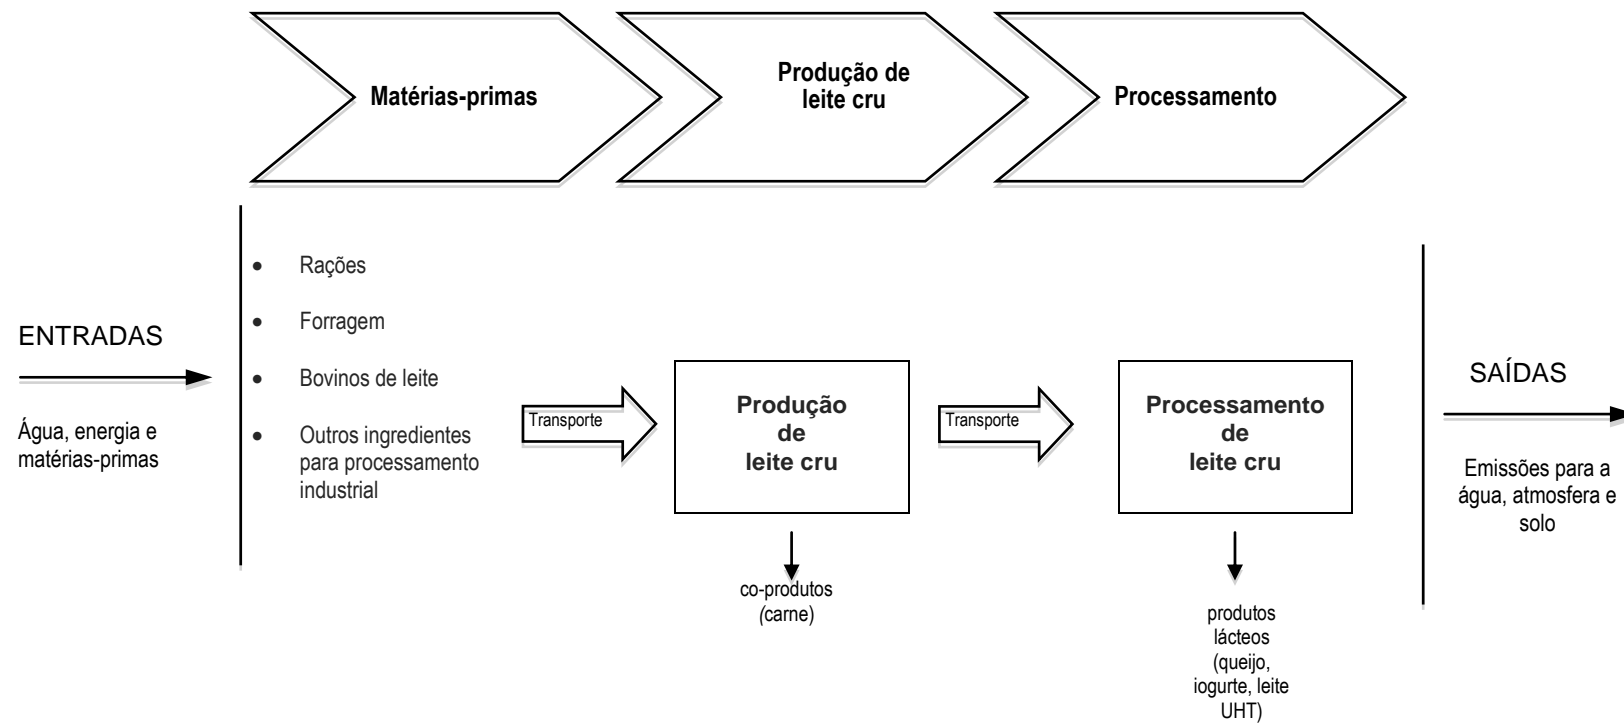 Matérias-primas
Produção de
leite cru
Processamento
ENTRADAS
Água, energia e
matérias-primas
• Rações
• Forragem
• Bovinos de leite
• Outros ingredientes
para processamento
industrial
Transporte
Produção
de
leite cru
co-produtos
(carne)
Transporte
Processamento
de
leite cru
produtos
lácteos
(queijo,
iogurte, leite
UHT)
SAÍDAS
Emissões para a
água, atmosfera e
solo